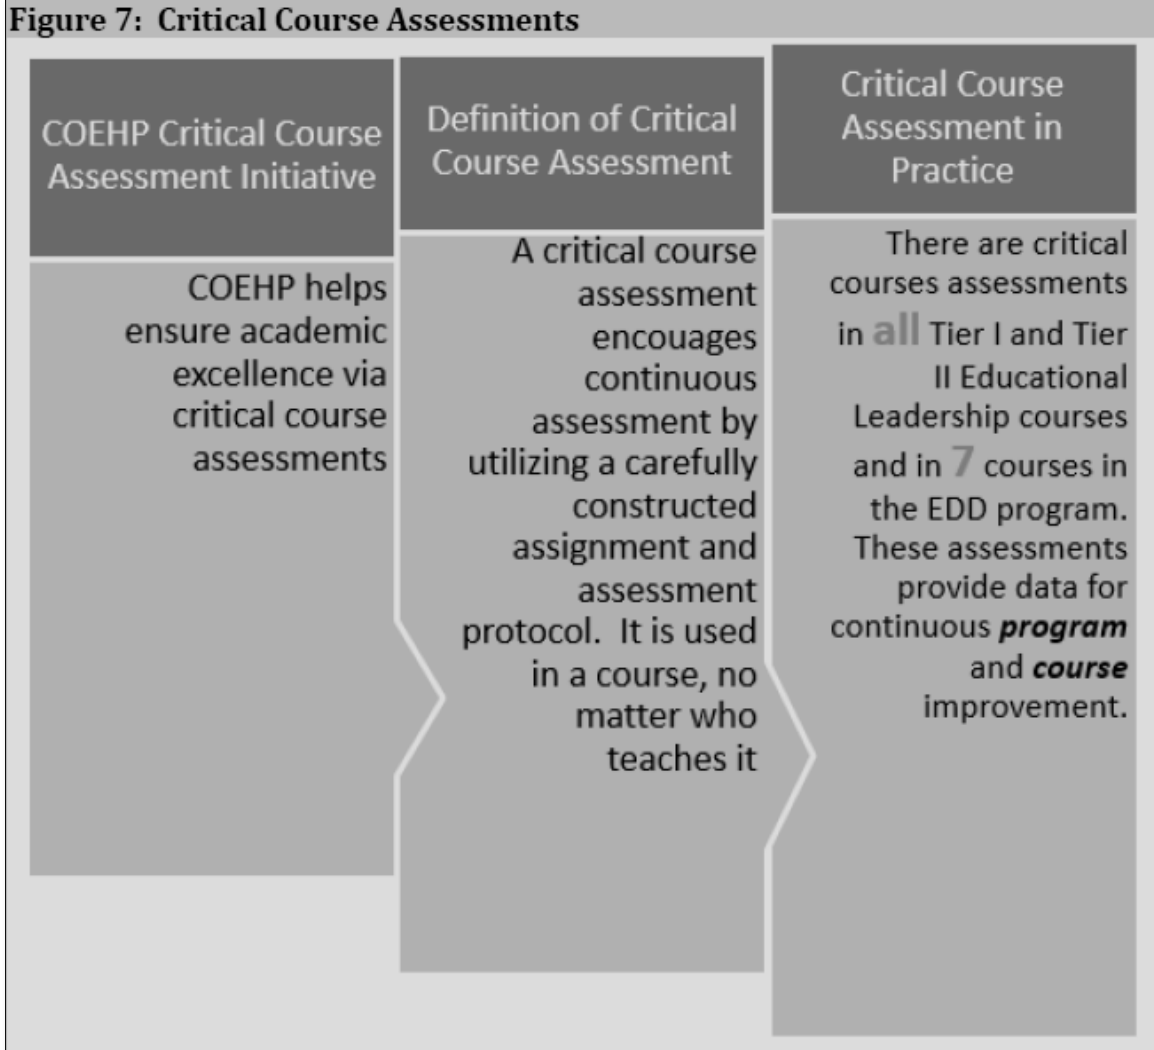 Figure 7:  Critical Course Assessments
COEHP Critical Course
Assessment Initiative
COEHP helps
ensure academic
excellence via
critical course
assessments
Definition of Critical
Course Assessment
A critical course
assessment
encouages
continuous
assessment by
utilizing a carefully
constructed
assignment and
assessment
protocol.  It is used
in a course, no
matter who
teaches it
Critical Course
Assessment in
Practice
There are critical
courses assessments
in all Tier I and Tier
II Educational
Leadership courses
and in 7 courses in
the EDD program.
These assessments
provide data for
continuous program
and course
improvement.